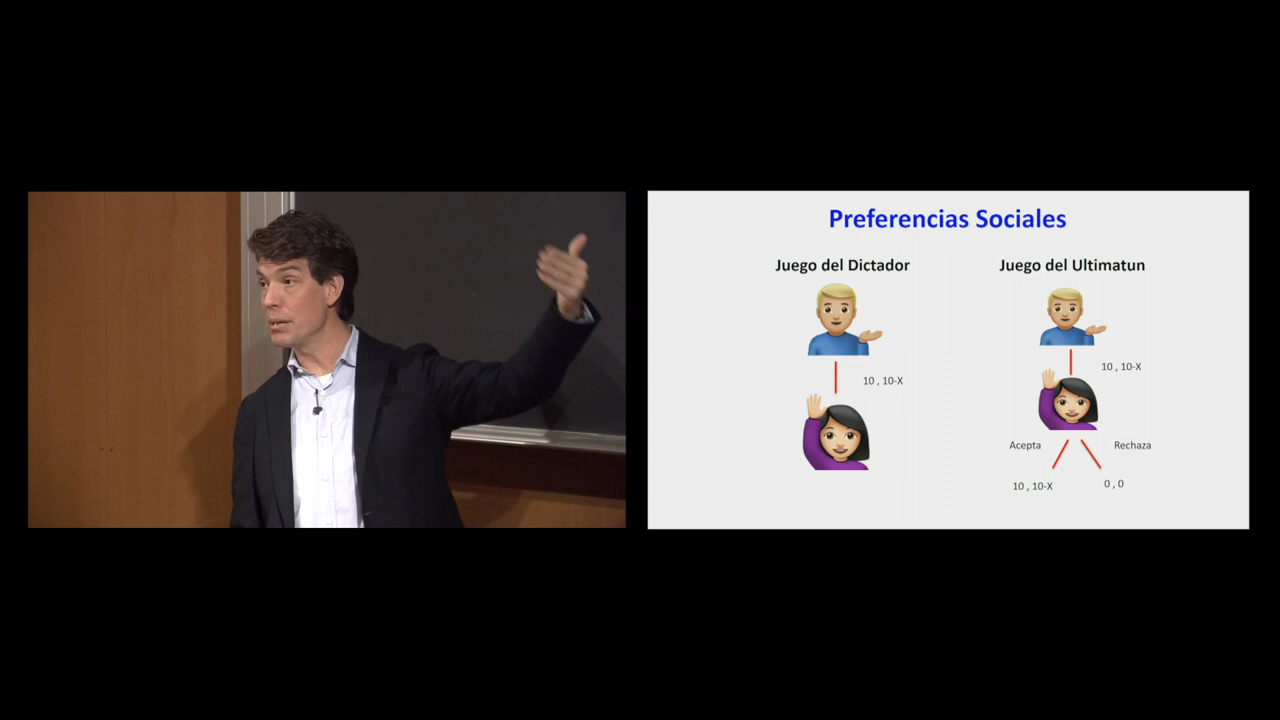 Preferencias Sociales
Juego del Dictador
Juego del Ultimatun
10 , 10-X
10 , 10-X
Acepta
Rechaza
10 , 10-X
0 , 0